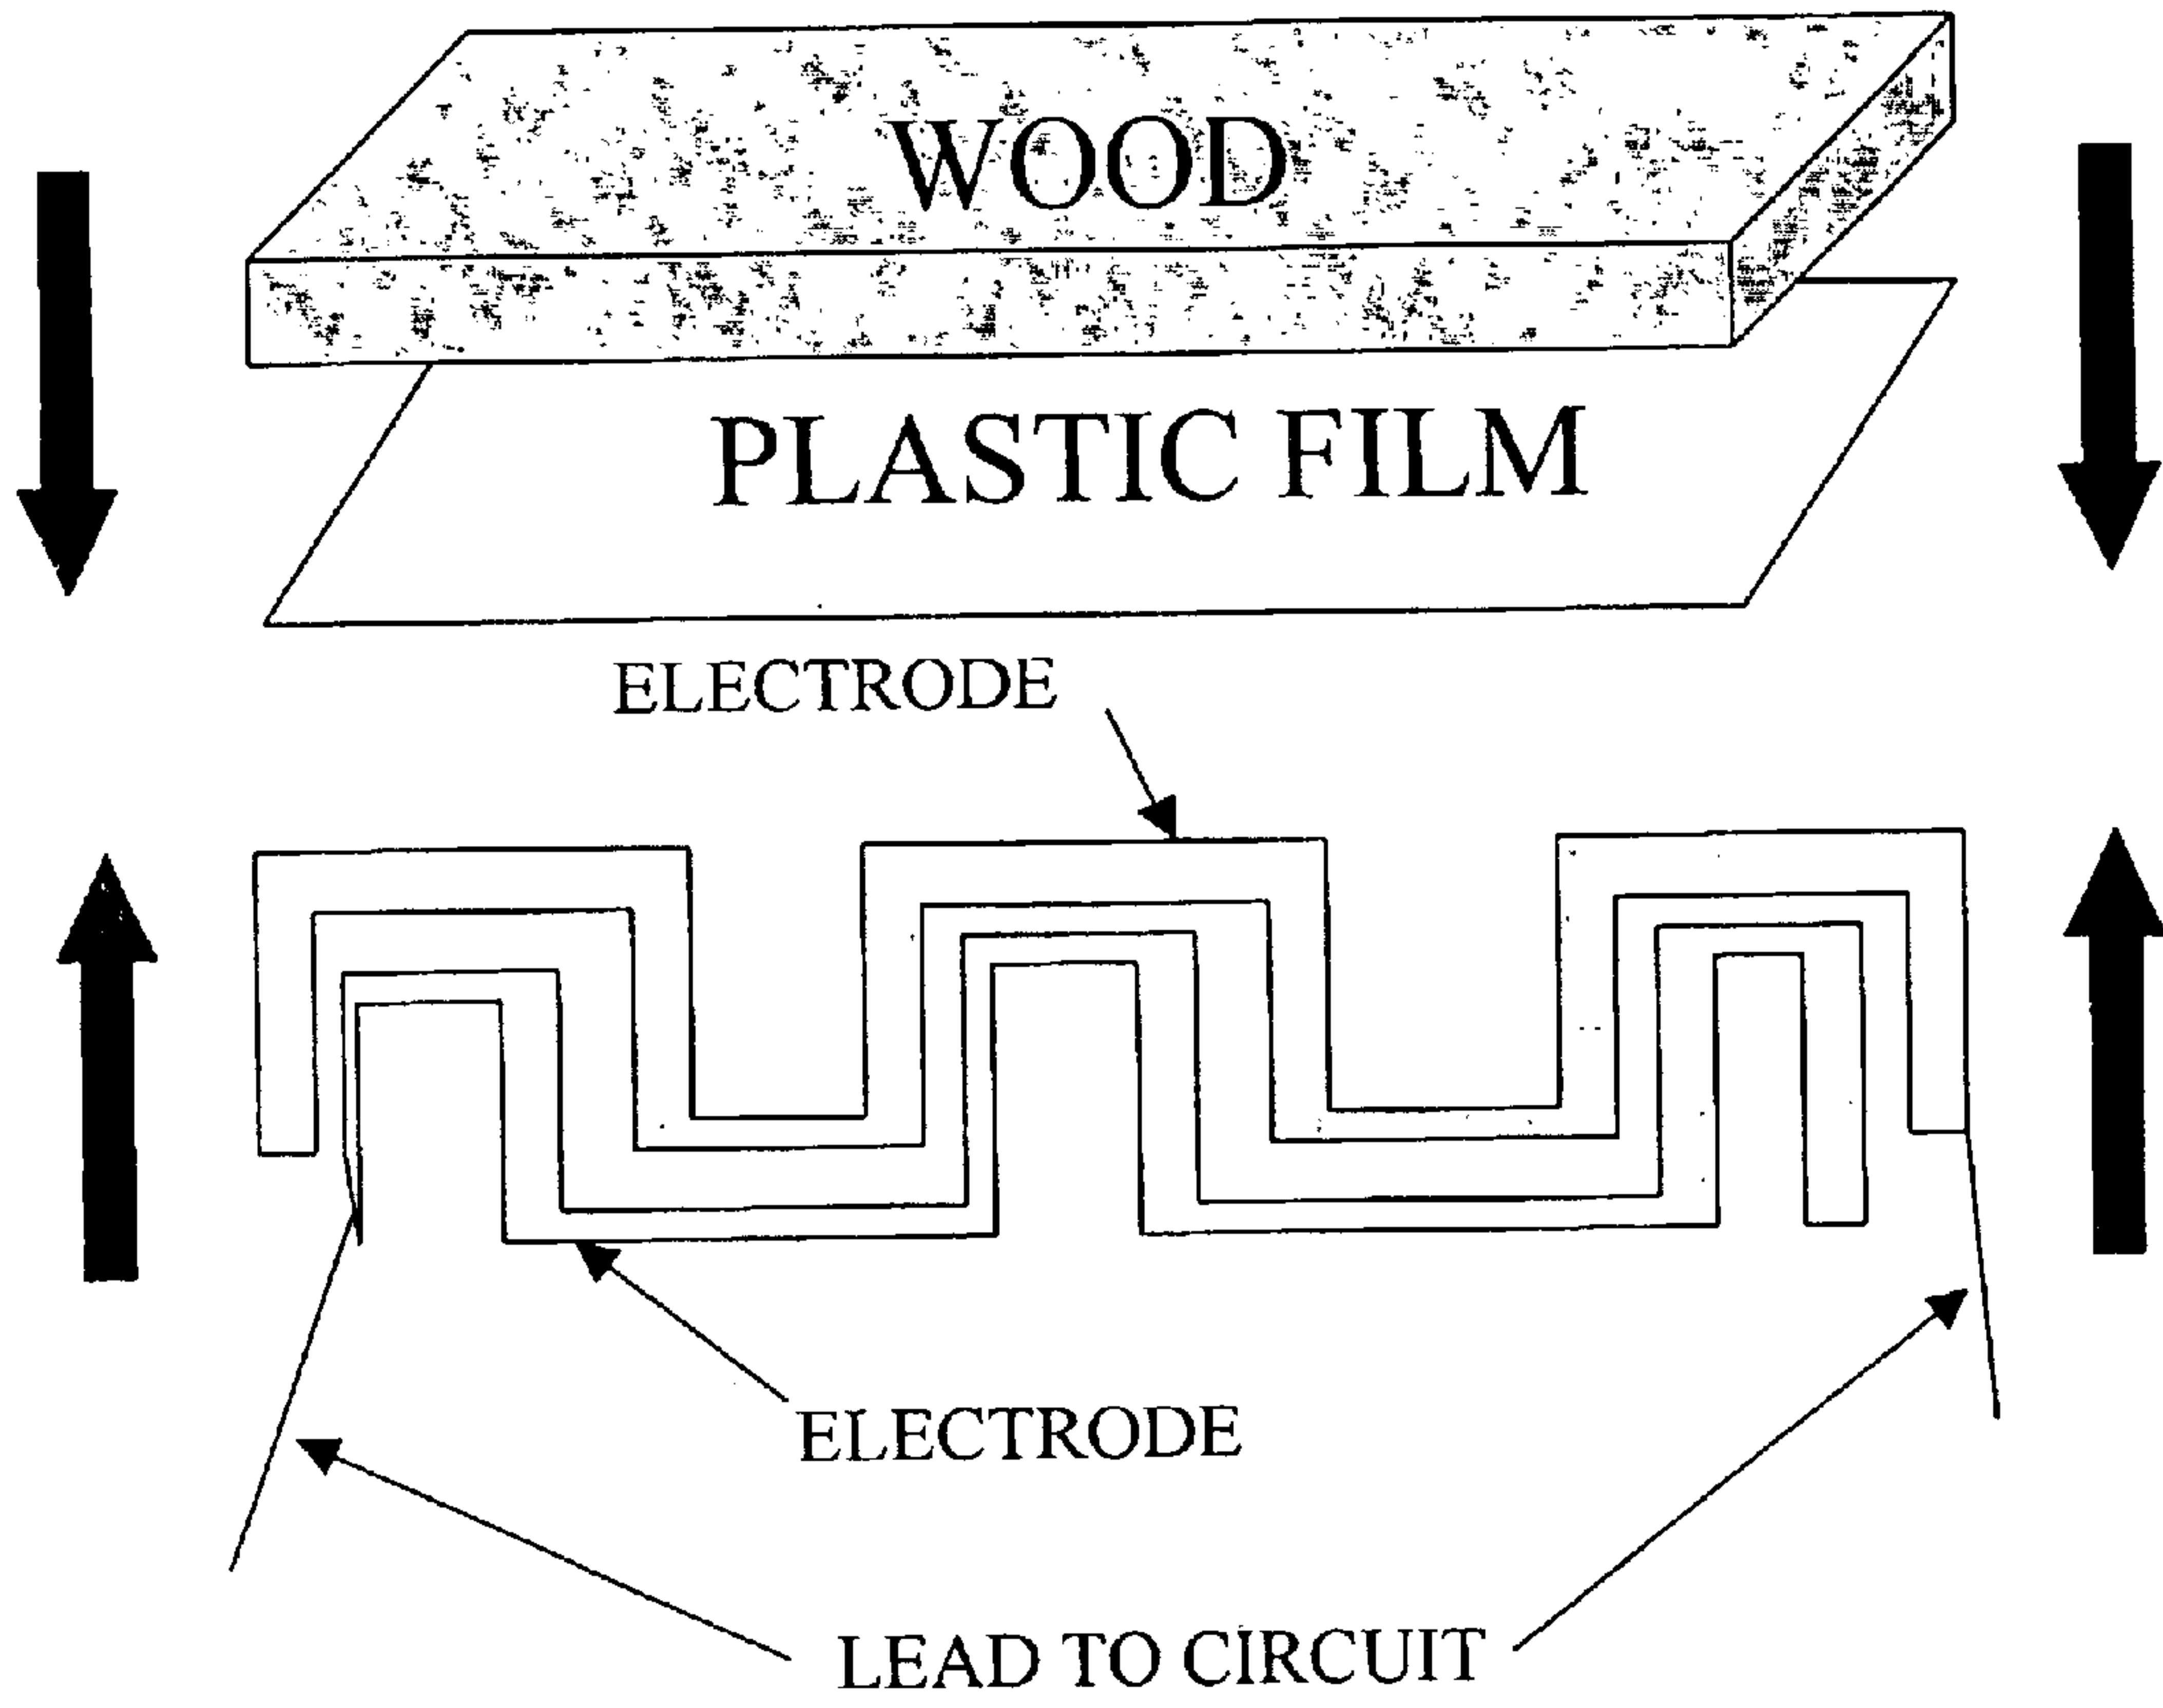 WOOD
PLASTIC FILM
ELECTRODE
ELECTRODE
LEAD TO CIRCUIT